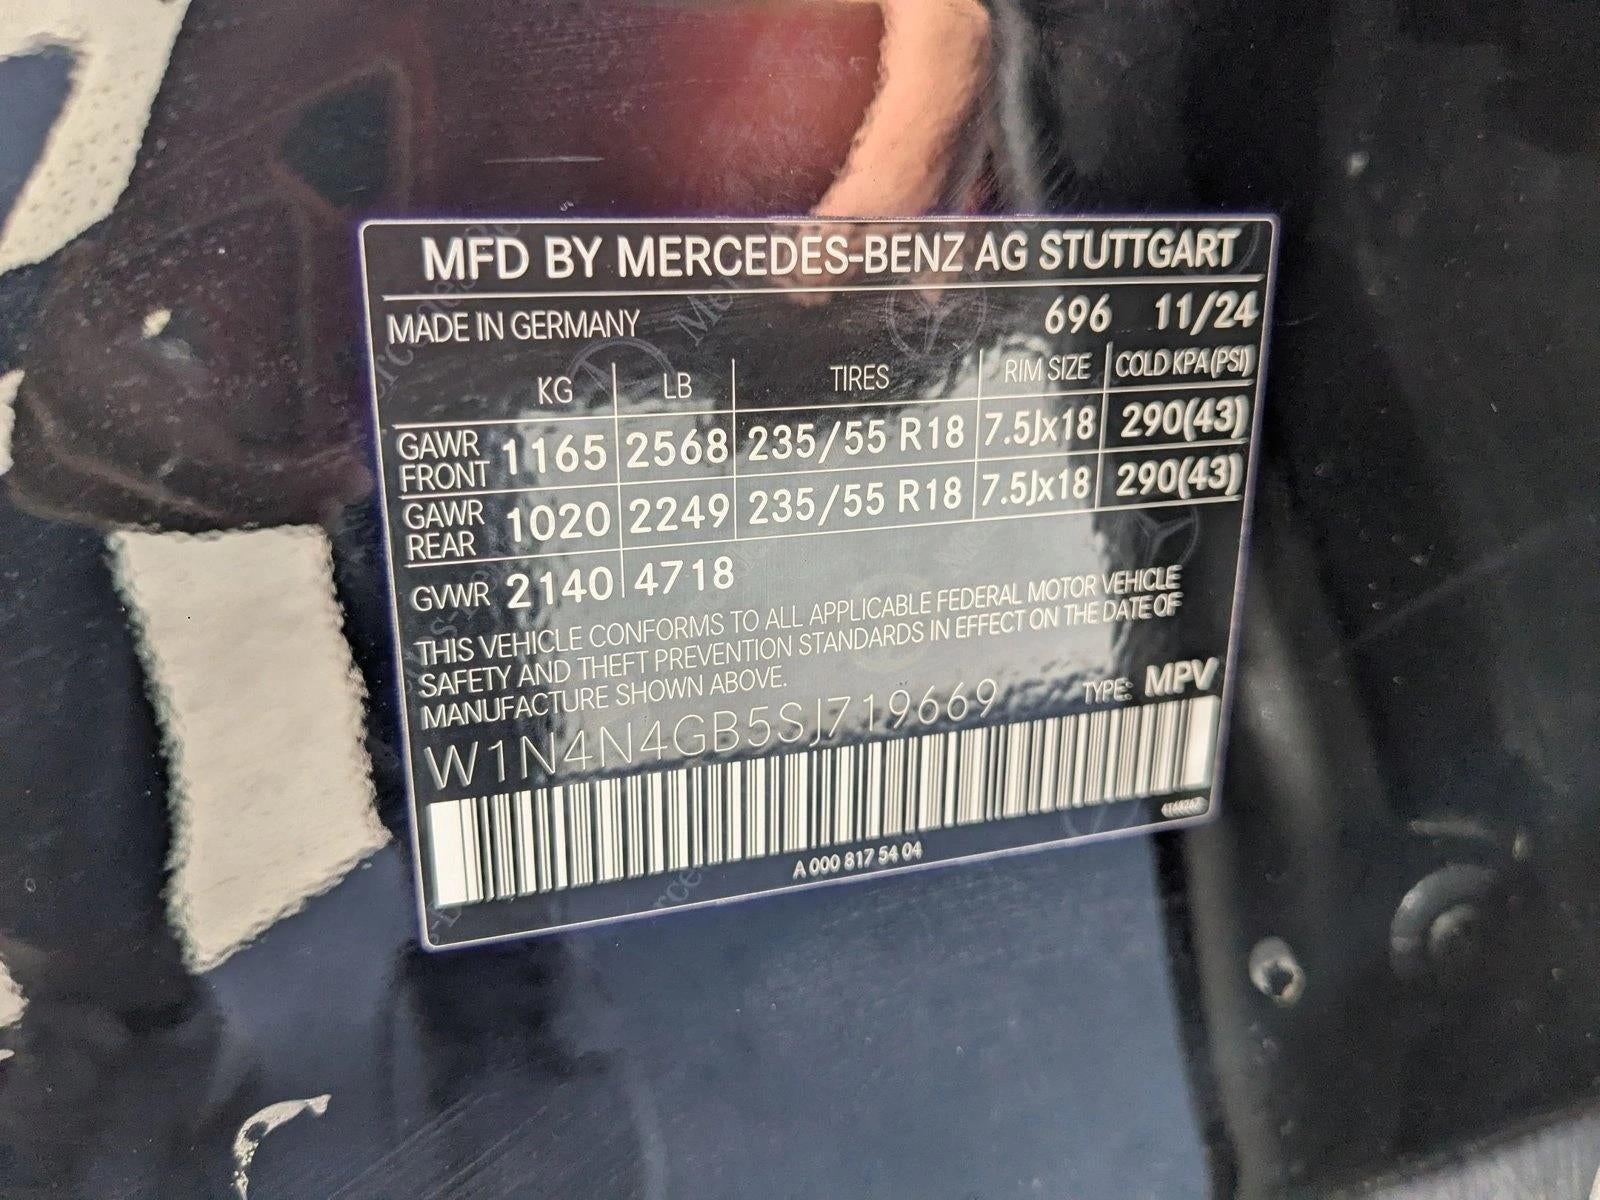 MFD BY MERCEDES-BENZ AG STUTTGART
MADE IN GERMANY 696 11/24
KG LB TIRES RIM SIZE COLD KPA(PSI)
GAWR FRONT 1165 2568 235/55 R18 7.5Jx18 290(43)
GAWR REAR 1020 2249 235/55 R18 7.5Jx18 290(43)
GVWR 2140 4718
THIS VEHICLE CONFORMS TO ALL APPLICABLE FEDERAL MOTOR VEHICLE
SAFETY AND THEFT PREVENTION STANDARDS IN EFFECT ON THE DATE OF
MANUFACTURE SHOWN ABOVE.
W1N4N4GB5SJ719669 TYPE: MPV
A 000 817 54 04